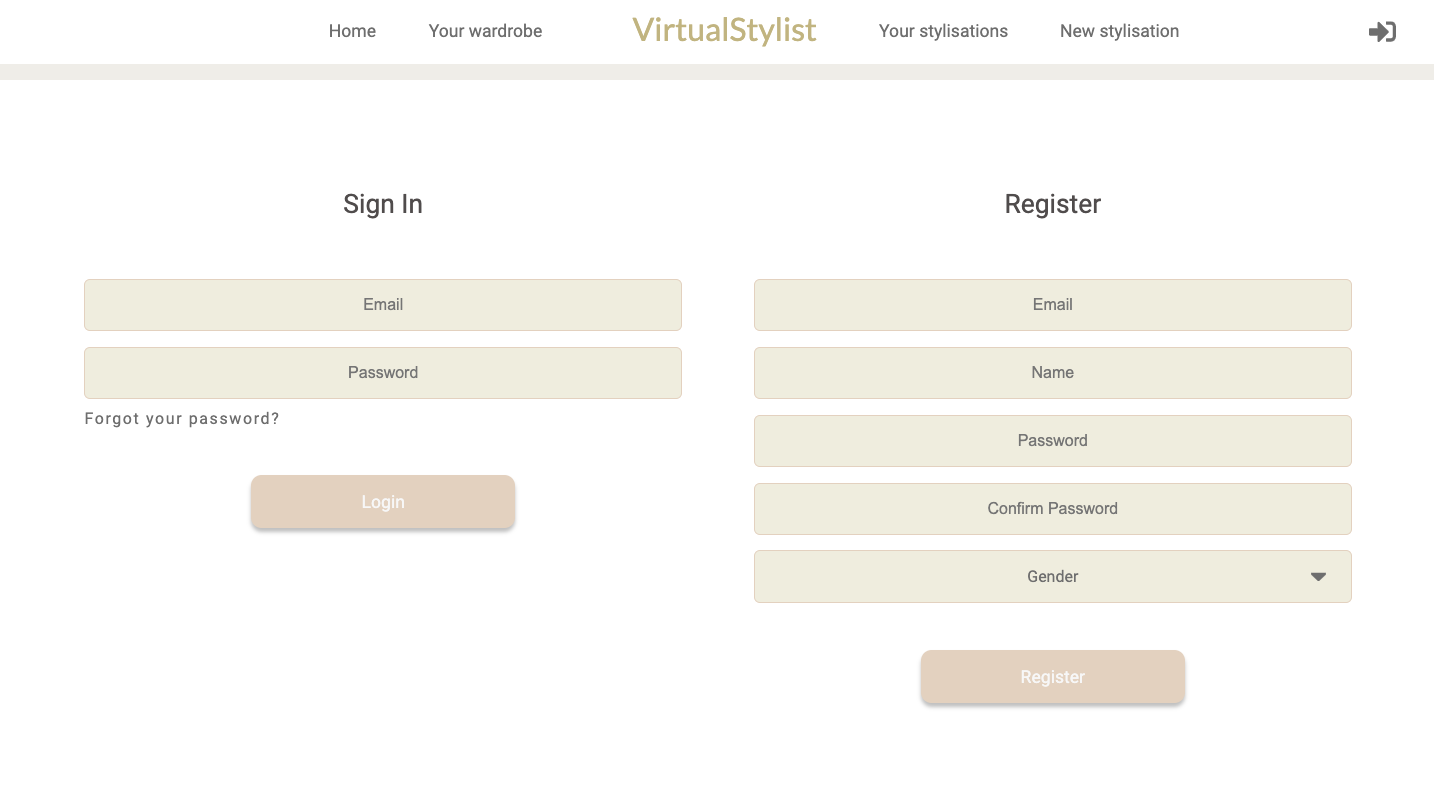 Home Your wardrobe VirtualStylist Your stylisations New stylisation
Sign In
Email
Password
Forgot your password?
Login
Register
Email
Name
Password
Confirm Password
Gender
Register